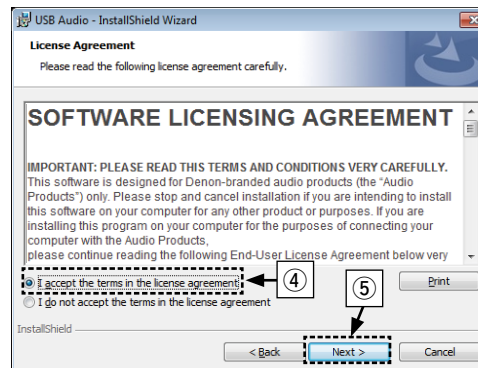 USB Audio - InstallShield Wizard
License Agreement
Please read the following license agreement carefully.
SOFTWARE LICENSING AGREEMENT
IMPORTANT: PLEASE READ THIS TERMS AND CONDITIONS VERY CAREFULLY.
This software is designed for Denon-branded audio products (the “Audio
Products”) only. Please stop and cancel installation if you are intending to install
this software on your computer for any other product or purposes. If you are
installing this program on your computer for the purposes of connecting your
computer with the Audio Products,
please continue reading the following End-User License Agreement below very
I accept the terms in the license agreement
④
Print
I do not accept the terms in the license agreement
⑤
InstallShield
< Back
Next >
Cancel